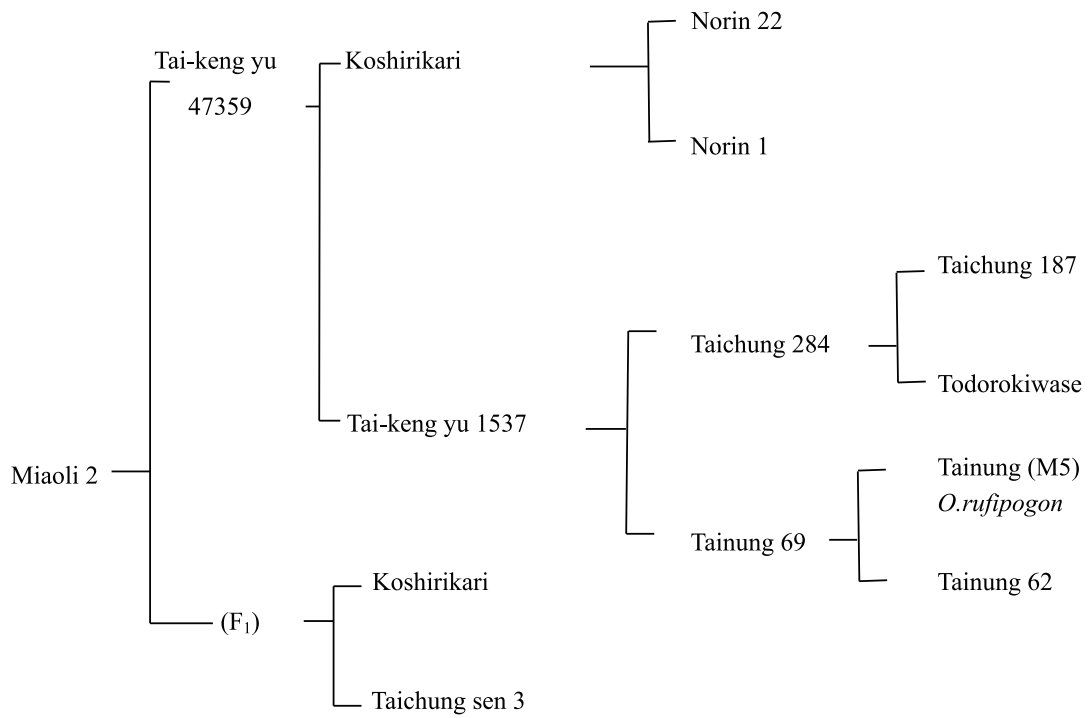 Norin 22
Tai-keng yu
47359
Koshirikari
Norin 1
Taichung 187
Taichung 284
Todorokiwase
Tai-keng yu 1537
Miaoli 2
Tainung (M5)
O.rufipogon
Tainung 69
Tainung 62
Koshirikari
(F1)
Taichung sen 3